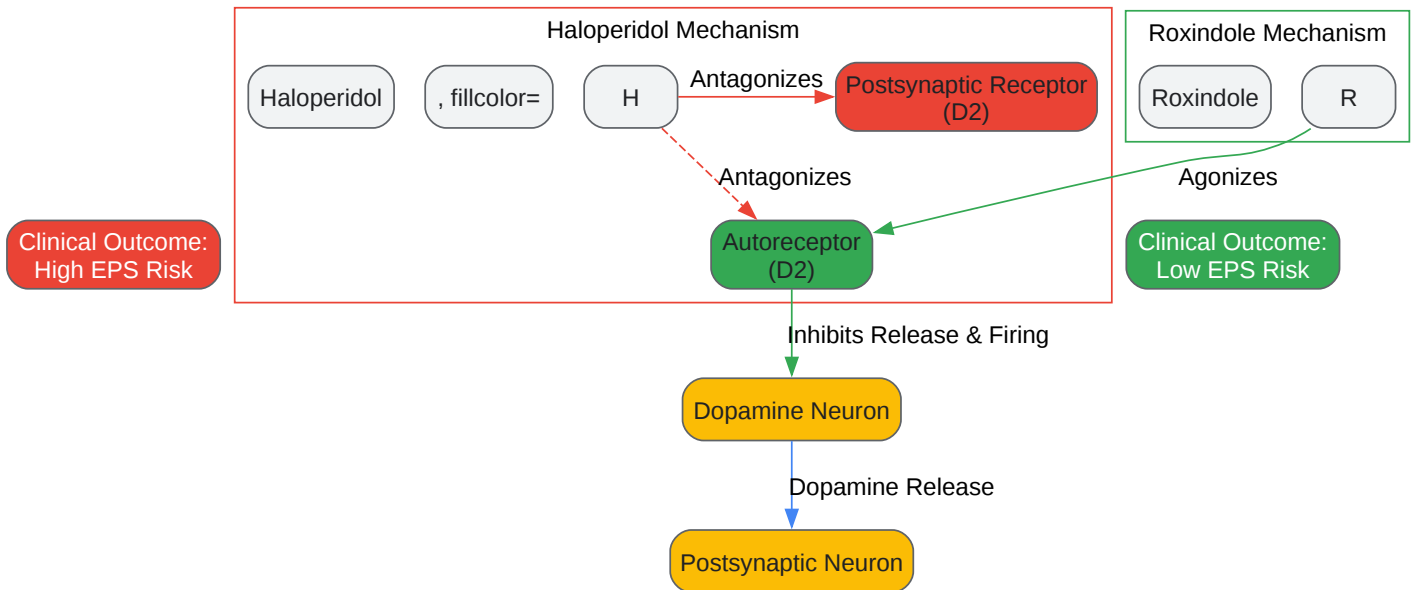 Haloperidol Mechanism
Roxindole Mechanism
Haloperidol
, fillcolor=
H
Antagonizes
Postsynaptic Receptor
(D2)
Roxindole
R
Antagonizes
Agonizes
Clinical Outcome:
High EPS Risk
Autoreceptor
(D2)
Clinical Outcome:
Low EPS Risk
Inhibits Release & Firing
Dopamine Neuron
Dopamine Release
Postsynaptic Neuron